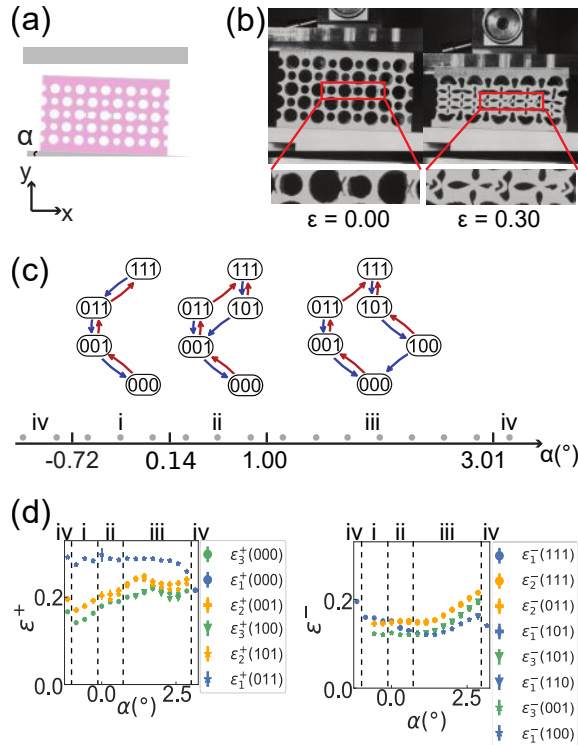 (a)
α
y
x
(b)
ε = 0.00
ε = 0.30
(c)
111
011
001
000
111
011
101
001
000
111
011
101
001
100
000
iv
i
ii
iii
iv
-0.72
0.14
1.00
3.01
α(°)
(d)
iv
i
ii
iii
iv
ε⁺
0.2
0.0
0.0
2.5
α(°)
ε₃⁺(000)
ε₁⁺(000)
ε₂⁺(001)
ε₃⁺(100)
ε₂⁺(101)
ε₁⁺(011)
iv
i
ii
iii
iv
ε⁻
0.2
0.0
0.0
2.5
α(°)
ε₁⁻(111)
ε₂⁻(111)
ε₂⁻(011)
ε₁⁻(101)
ε₃⁻(101)
ε₁⁻(110)
ε₃⁻(001)
ε₁⁻(100)